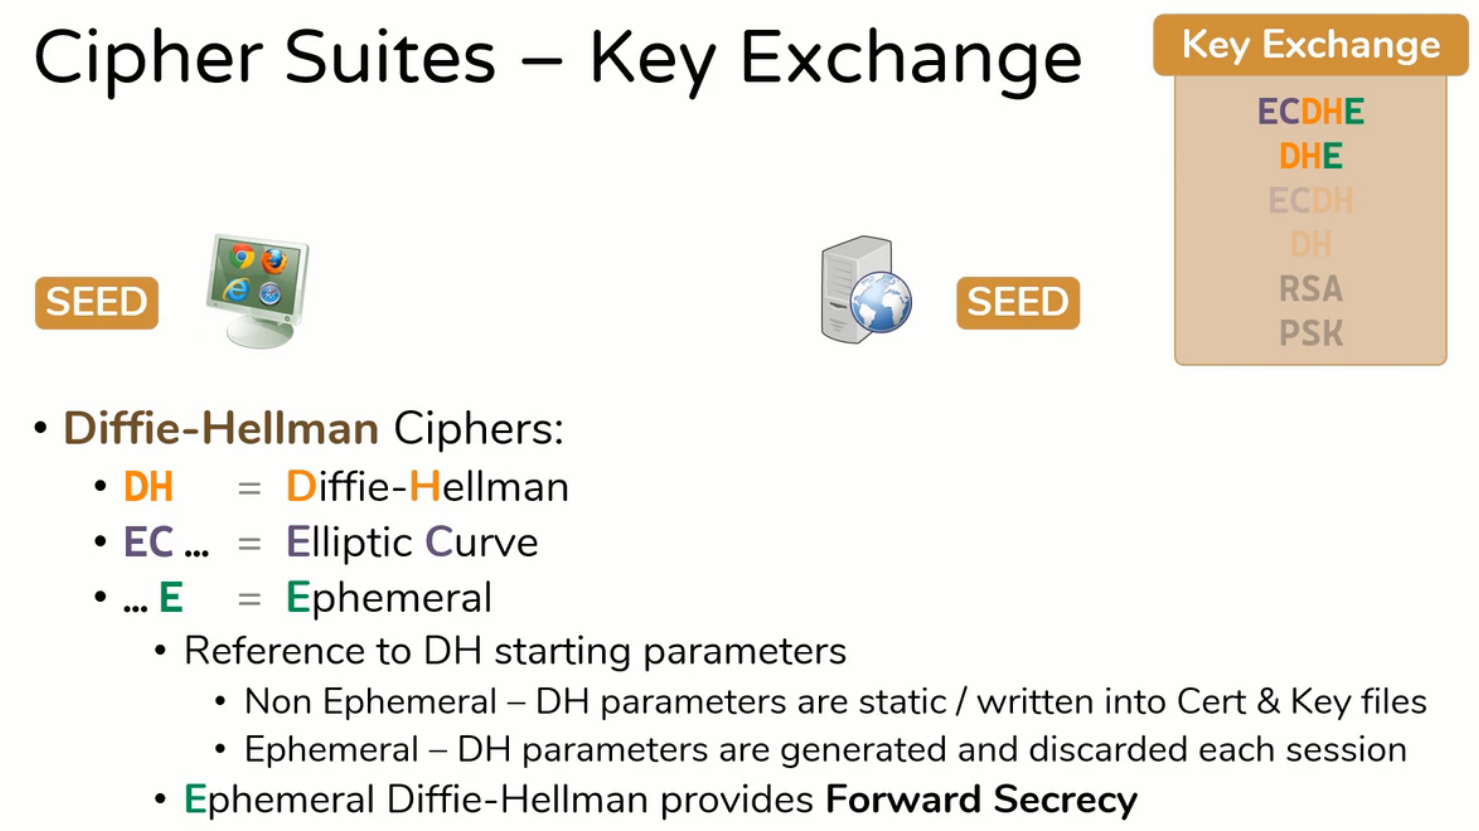 Cipher Suites – Key Exchange
Key Exchange
ECDHE
DHE
ECDH
DH
RSA
PSK
SEED
SEED
• Diffie-Hellman Ciphers:
• DH = Diffie-Hellman
• EC ... = Elliptic Curve
• ... E = Ephemeral
• Reference to DH starting parameters
• Non Ephemeral – DH parameters are static / written into Cert & Key files
• Ephemeral – DH parameters are generated and discarded each session
• Ephemeral Diffie-Hellman provides Forward Secrecy